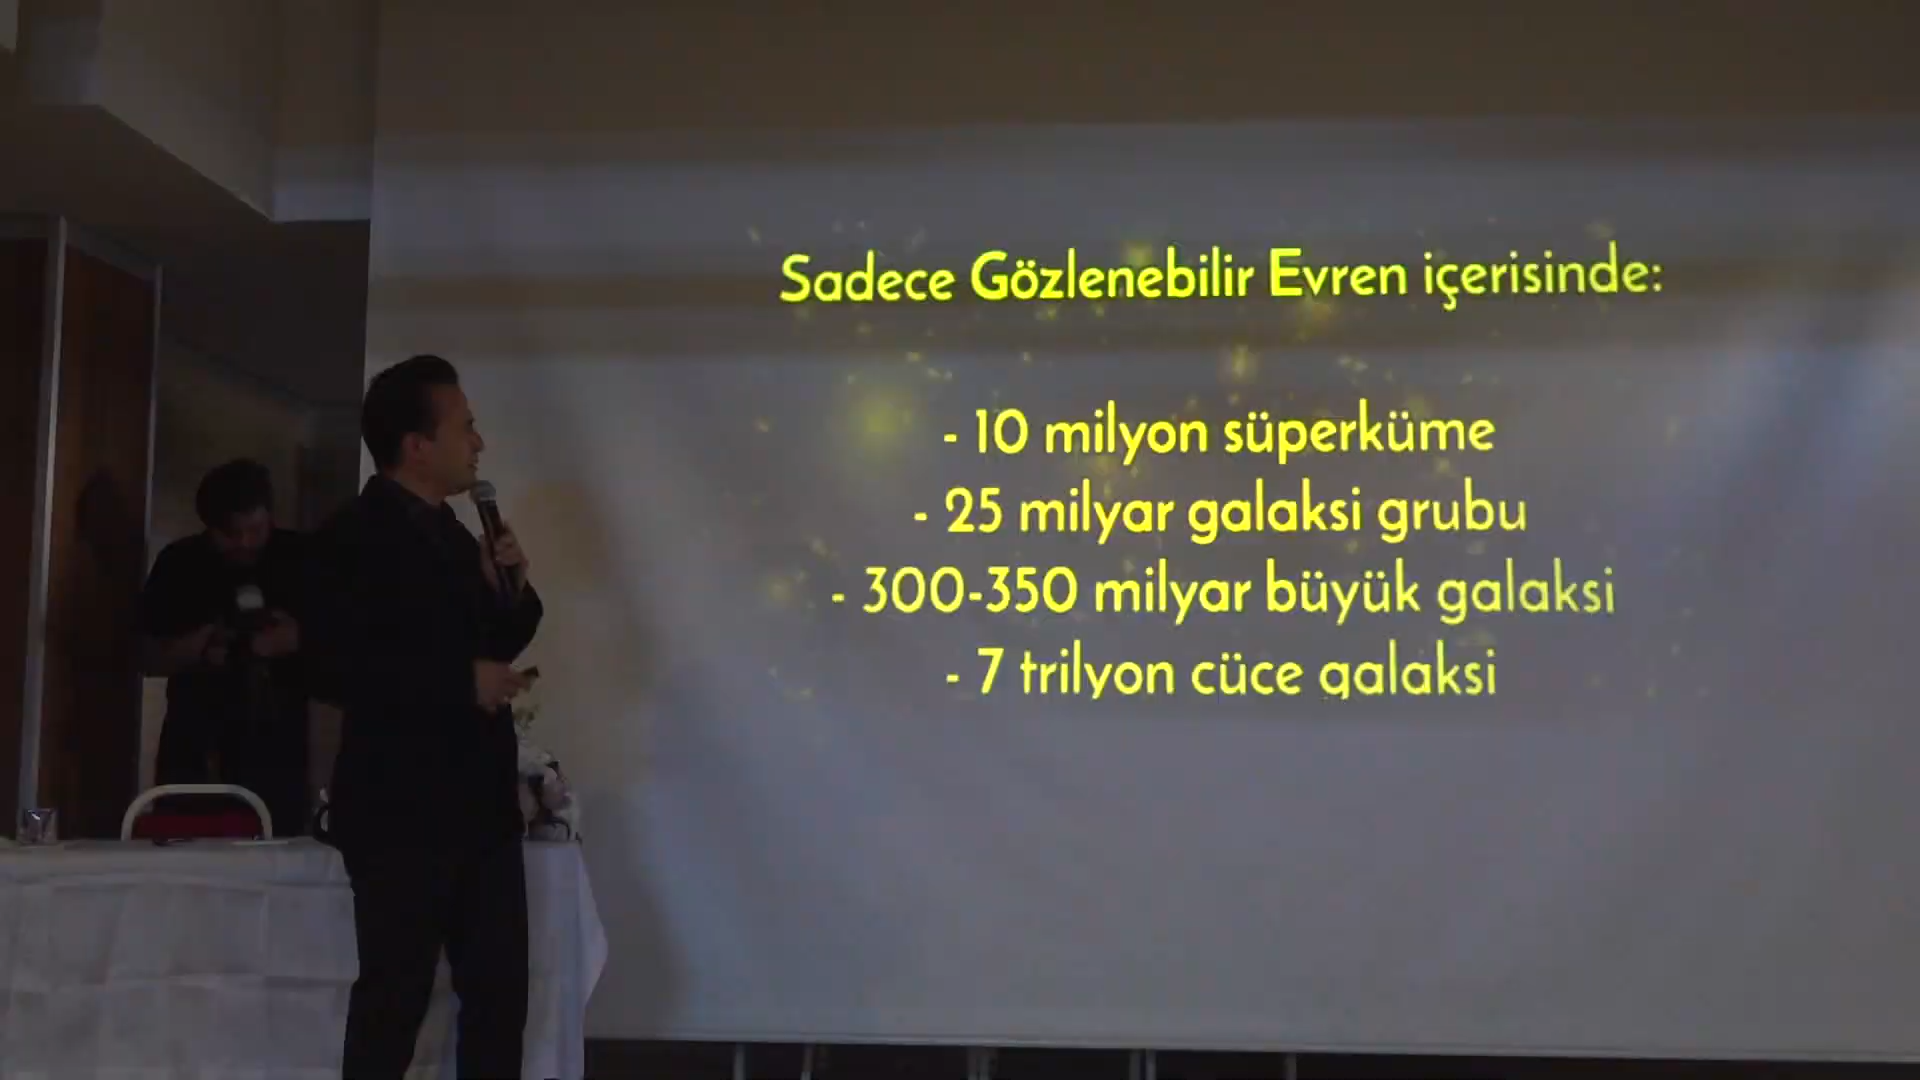 Sadece Gözlenebilir Evren içerisinde:
- 10 milyon süperküme
- 25 milyar galaksi grubu
- 300-350 milyar büyük galaksi
- 7 trilyon cüce galaksi